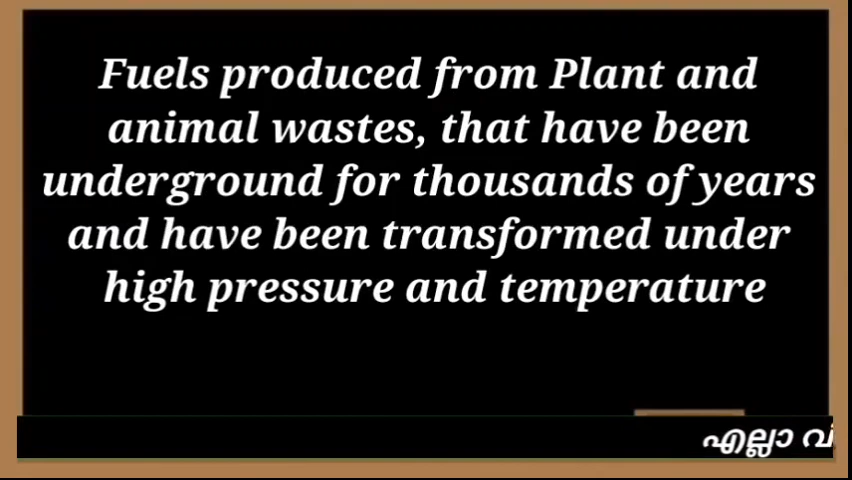 Fuels produced from Plant and
animal wastes, that have been
underground for thousands of years
and have been transformed under
high pressure and temperature
എല്ലാ